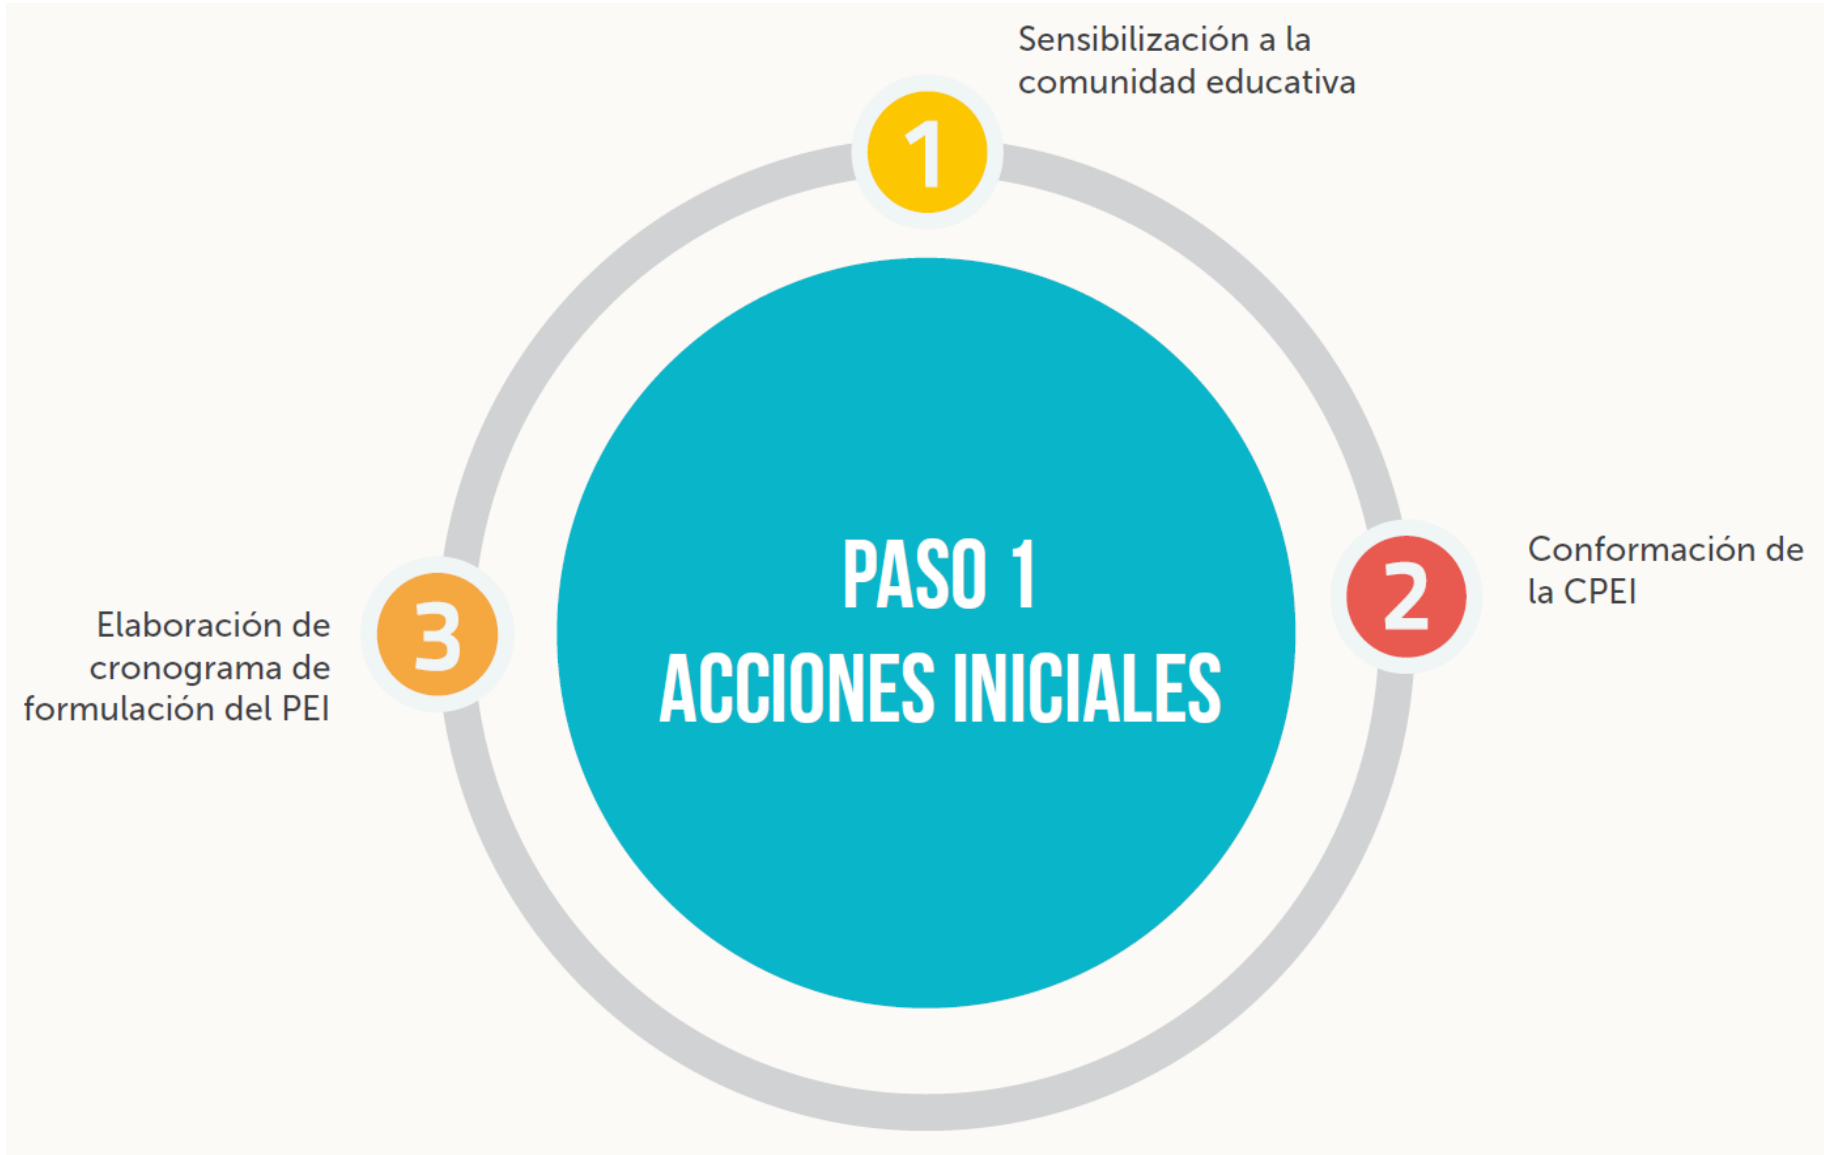 Sensibilización a la
comunidad educativa
1
PASO 1
ACCIONES INICIALES
2
Conformación de
la CPEI
3
Elaboración de
cronograma de
formulación del PEI